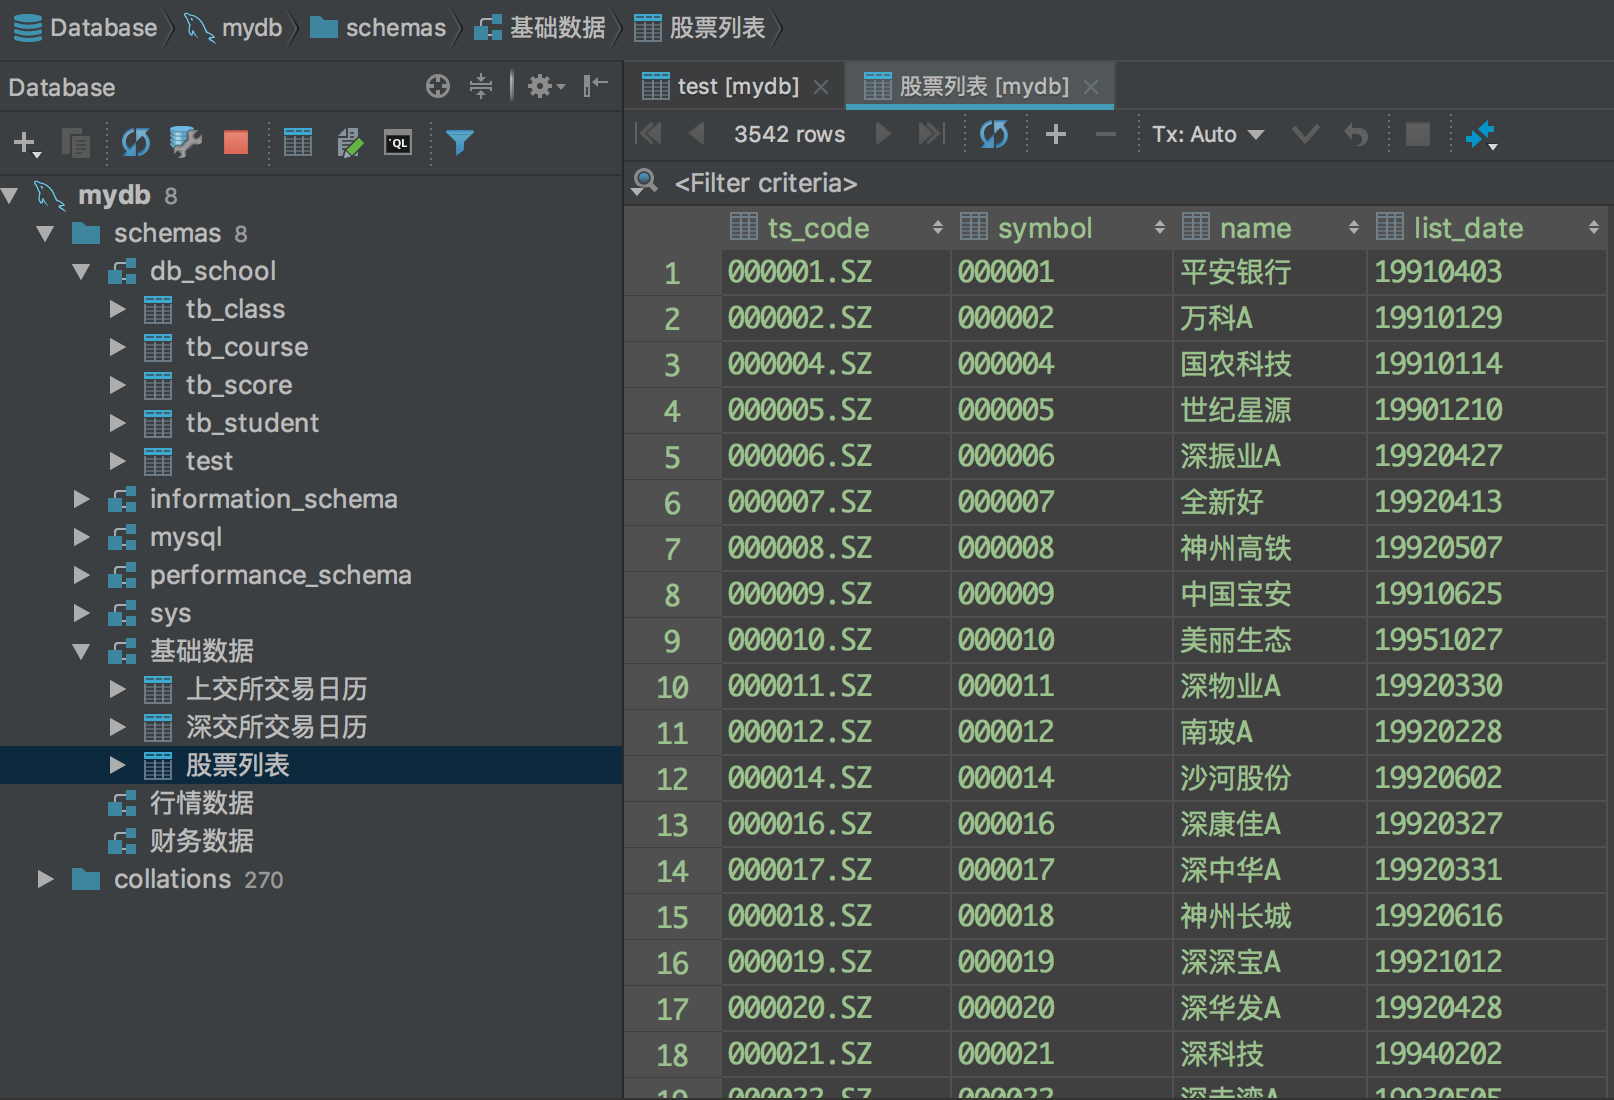 Database mydb schemas 基础数据 股票列表
Database
test [mydb] 股票列表 [mydb]
QL
3542 rows Tx: Auto
<Filter criteria>
mydb 8
schemas 8
db_school
tb_class
tb_course
tb_score
tb_student
test
information_schema
mysql
performance_schema
sys
基础数据
上交所交易日历
深交所交易日历
股票列表
行情数据
财务数据
collations 270
ts_code symbol name list_date
1 000001.SZ 000001 平安银行 19910403
2 000002.SZ 000002 万科A 19910129
3 000004.SZ 000004 国农科技 19910114
4 000005.SZ 000005 世纪星源 19901210
5 000006.SZ 000006 深振业A 19920427
6 000007.SZ 000007 全新好 19920413
7 000008.SZ 000008 神州高铁 19920507
8 000009.SZ 000009 中国宝安 19910625
9 000010.SZ 000010 美丽生态 19951027
10 000011.SZ 000011 深物业A 19920330
11 000012.SZ 000012 南玻A 19920228
12 000014.SZ 000014 沙河股份 19920602
13 000016.SZ 000016 深康佳A 19920327
14 000017.SZ 000017 深中华A 19920331
15 000018.SZ 000018 神州长城 19920616
16 000019.SZ 000019 深深宝A 19921012
17 000020.SZ 000020 深华发A 19920428
18 000021.SZ 000021 深科技 19940202
19 000022.SZ 000022 深赤湾A 19930505